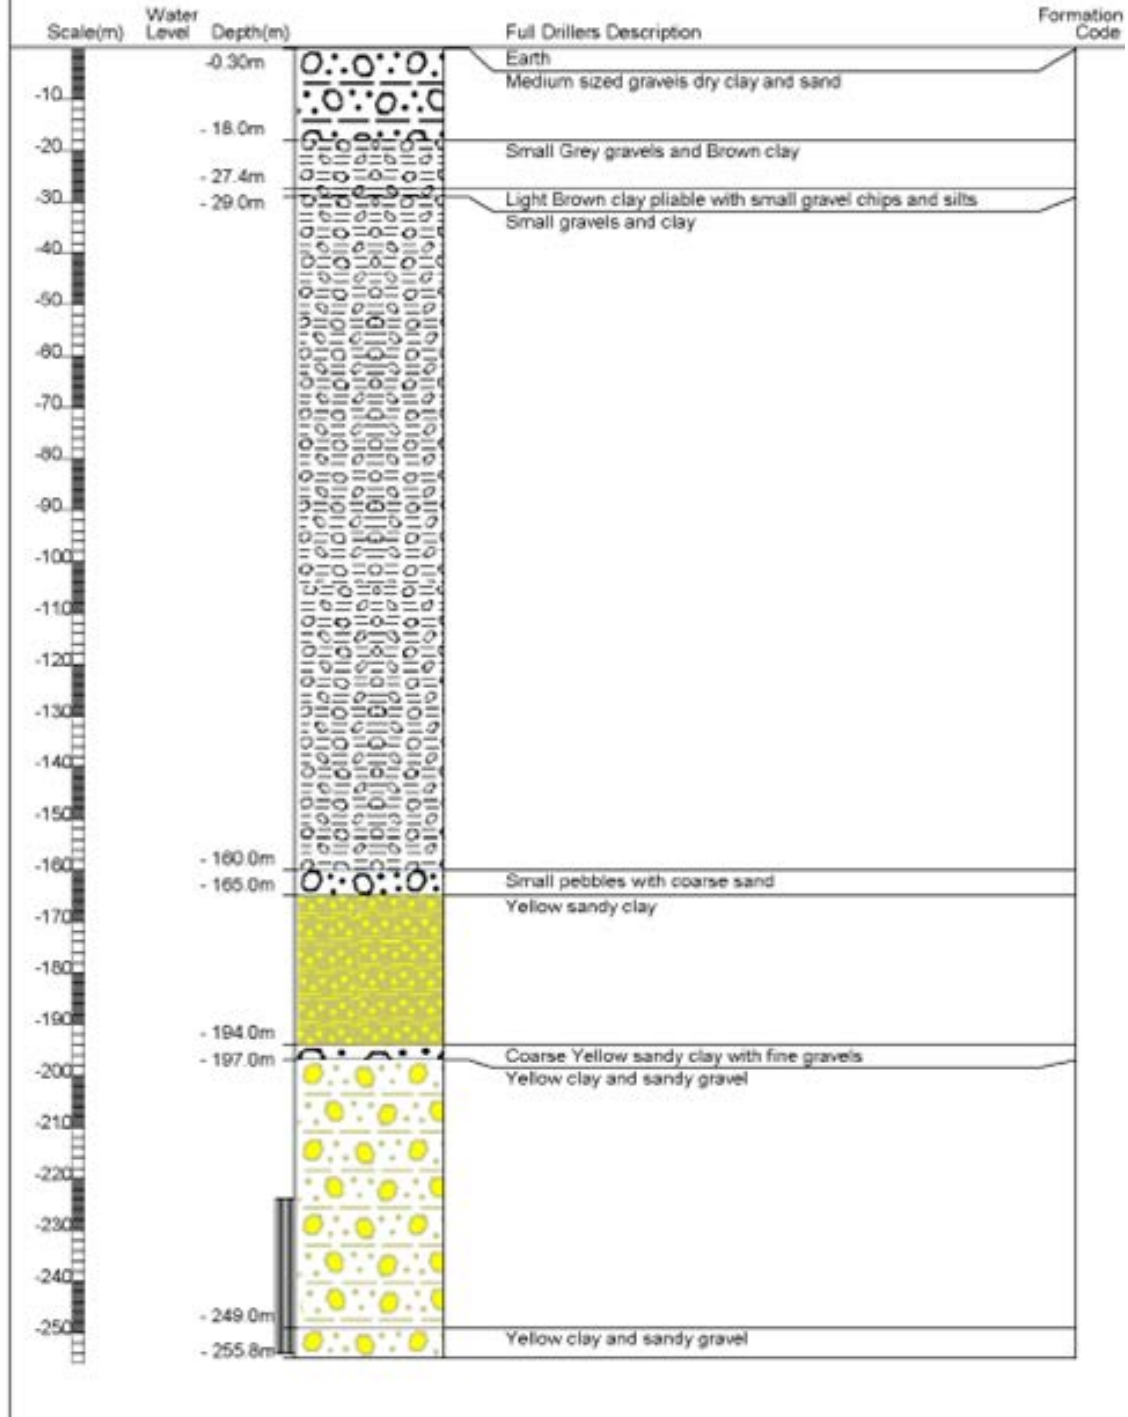 Scale(m) Water Level Depth(m) Full Drillers Description Formation Code
-0.30m Earth
Medium sized gravels dry clay and sand
-10
- 18.0m
-20 Small Grey gravels and Brown clay
- 27.4m
-30 - 29.0m Light Brown clay pliable with small gravel chips and silts
Small gravels and clay
-40
-50
-60
-70
-80
-90
-100
-110
-120
-130
-140
-150
-160 - 160.0m
- 165.0m Small pebbles with coarse sand
-170 Yellow sandy clay
-180
-190
- 194.0m
-200 - 197.0m Coarse Yellow sandy clay with fine gravels
Yellow clay and sandy gravel
-210
-220
-230
-240
- 249.0m
-250 Yellow clay and sandy gravel
- 255.8m